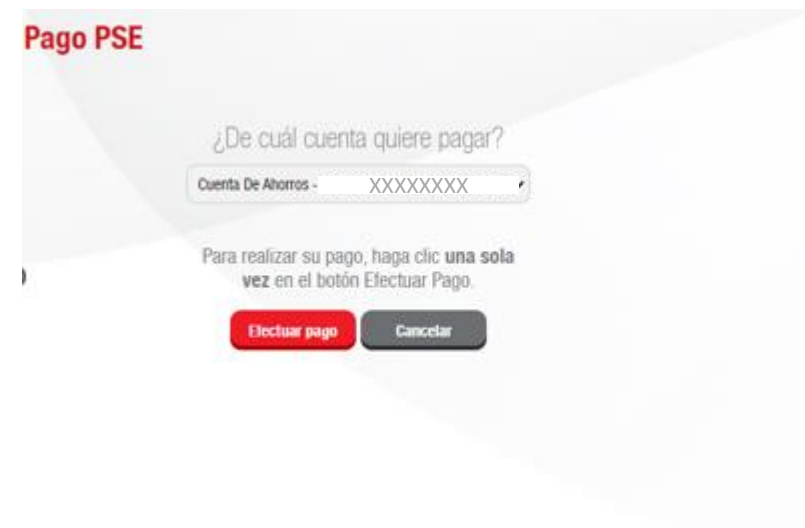 Pago PSE
¿De cuál cuenta quiere pagar?
Cuenta De Ahorros - XXXXXXXX
Para realizar su pago, haga clic una sola
vez en el botón Efectuar Pago.
Efectuar pago Cancelar